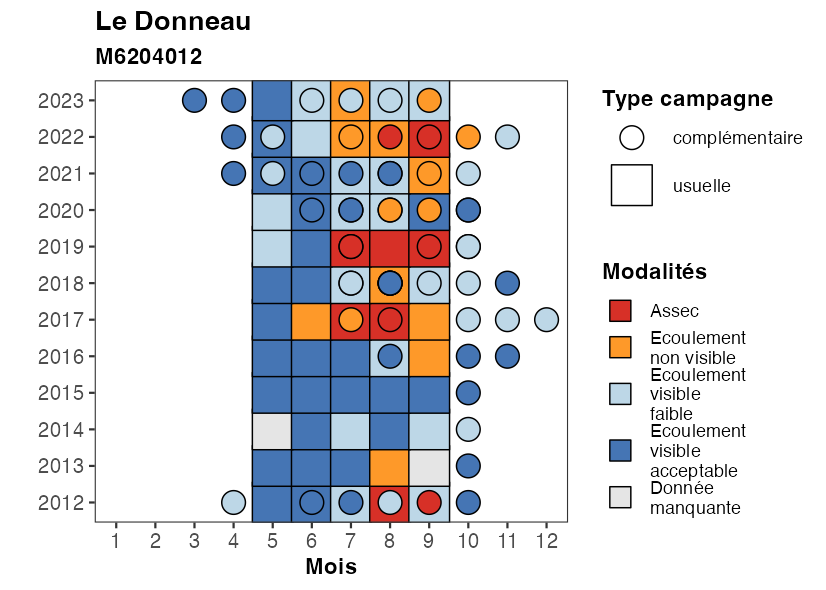 Le Donneau
M6204012
2023
2022
2021
2020
2019
2018
2017
2016
2015
2014
2013
2012
1 2 3 4 5 6 7 8 9 10 11 12
Mois
Type campagne
complémentaire
usuelle
Modalités
Assec
Ecoulement
non visible
Ecoulement
visible
faible
Ecoulement
visible
acceptable
Donnée
manquante